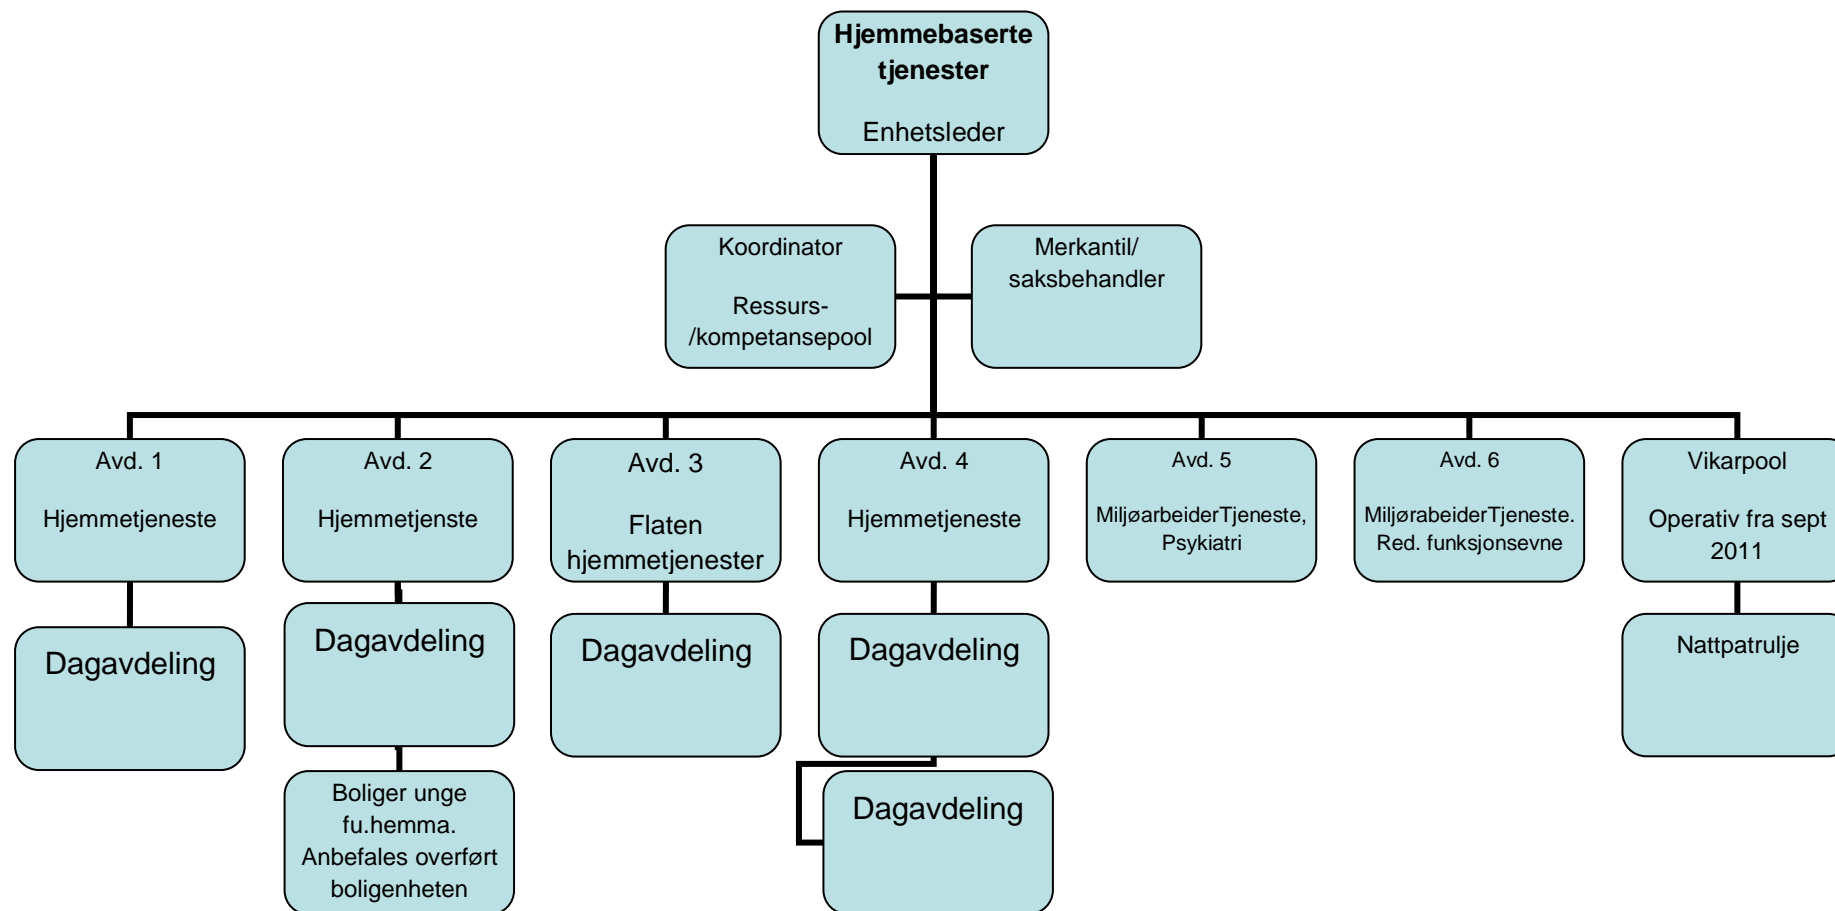 Hjemmebaserte
tjenester
Enhetsleder
Koordinator
Ressurs-
/kompetansepool
Merkantil/
saksbehandler
Avd. 1
Hjemmetjeneste
Avd. 2
Hjemmetjenste
Avd. 3
Flaten
hjemmetjenester
Avd. 4
Hjemmetjeneste
Avd. 5
MiljøarbeiderTjeneste,
Psykiatri
Avd. 6
MiljørabeiderTjeneste.
Red. funksjonsevne
Vikarpool
Operativ fra sept
2011
Dagavdeling
Dagavdeling
Dagavdeling
Dagavdeling
Nattpatrulje
Boliger unge
fu.hemma.
Anbefales overført
boligenheten
Dagavdeling